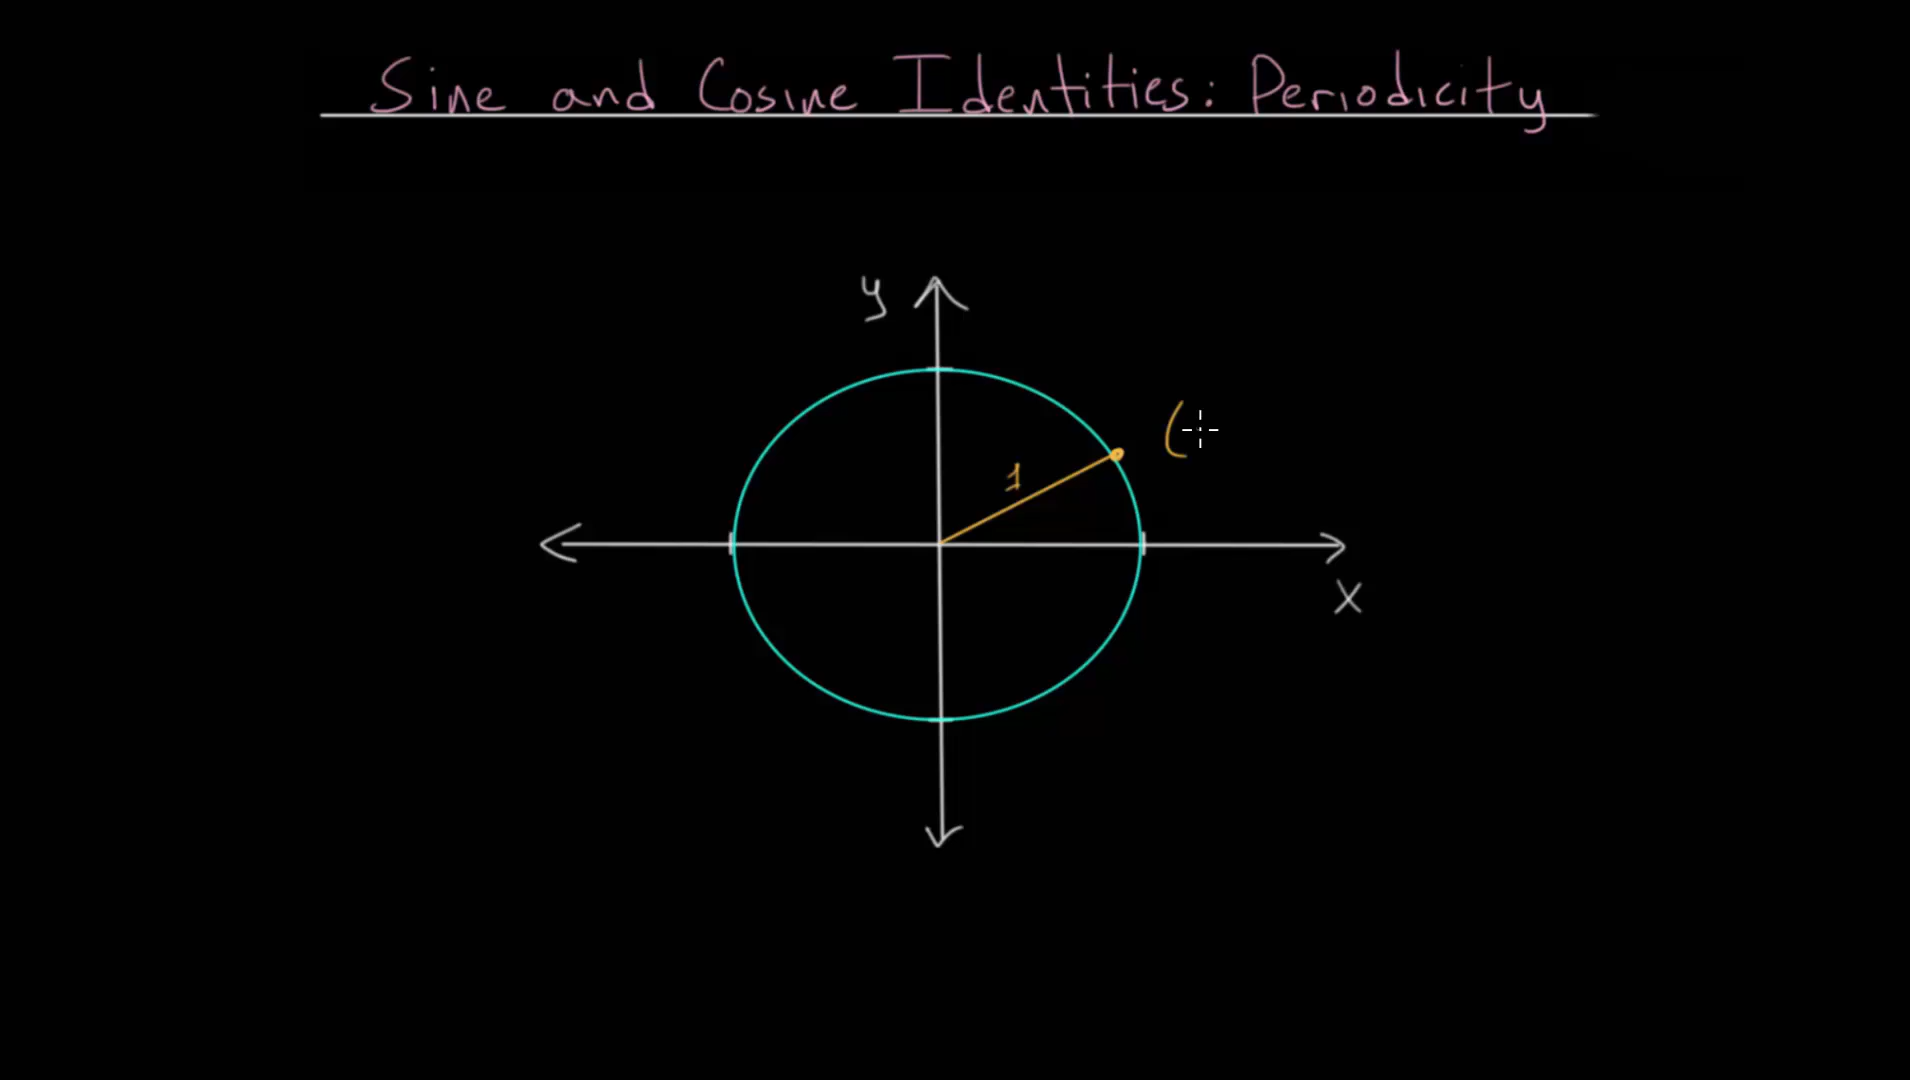 Sine and Cosine Identities: Periodicity
y
(
1
x